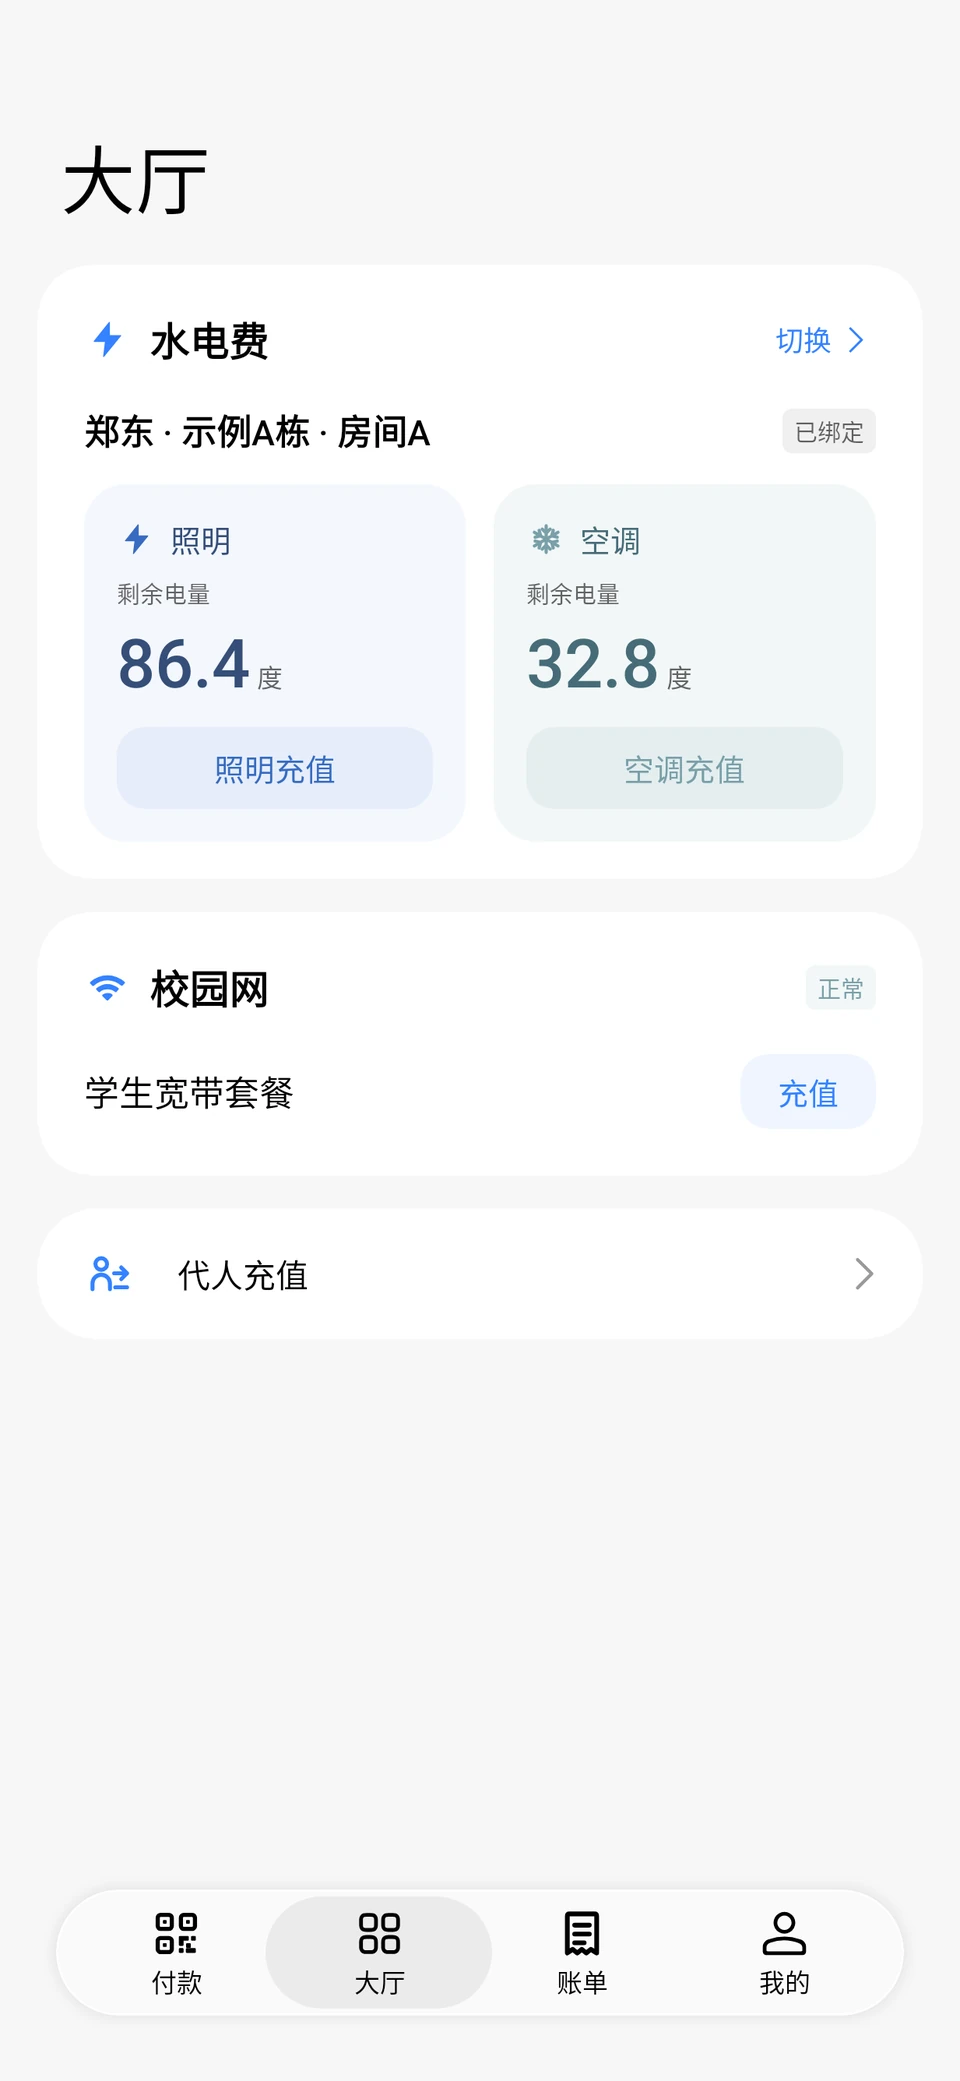 大厅
水电费
切换
郑东 · 示例A栋 · 房间A
已绑定
照明
剩余电量
86.4 度
照明充值
空调
剩余电量
32.8 度
空调充值
校园网
正常
学生宽带套餐
充值
代人充值
付款
大厅
账单
我的